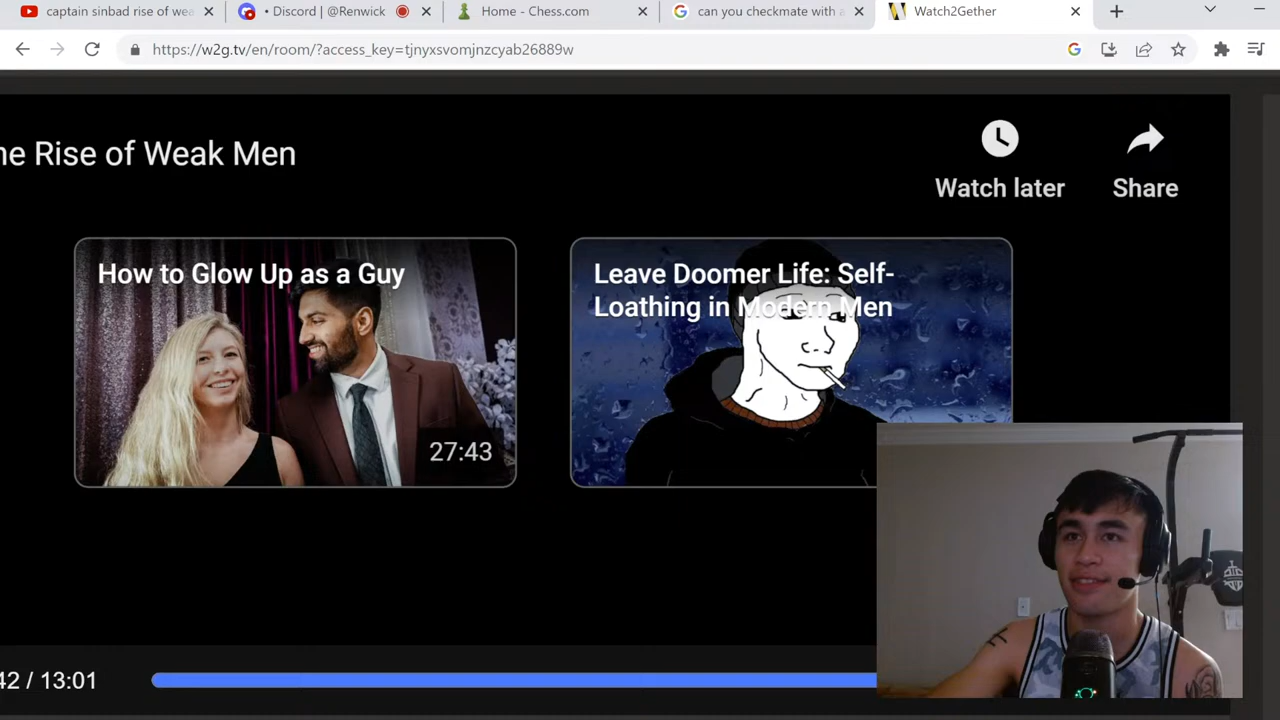 captain sinbad rise of wea
• Discord | @Renwick
Home - Chess.com
can you checkmate with a
Watch2Gether
https://w2g.tv/en/room/?access_key=tjnyxsvomjnzcyab26889w
ne Rise of Weak Men
Watch later
Share
How to Glow Up as a Guy
27:43
Leave Doomer Life: Self-
Loathing in Modern Men
42 / 13:01